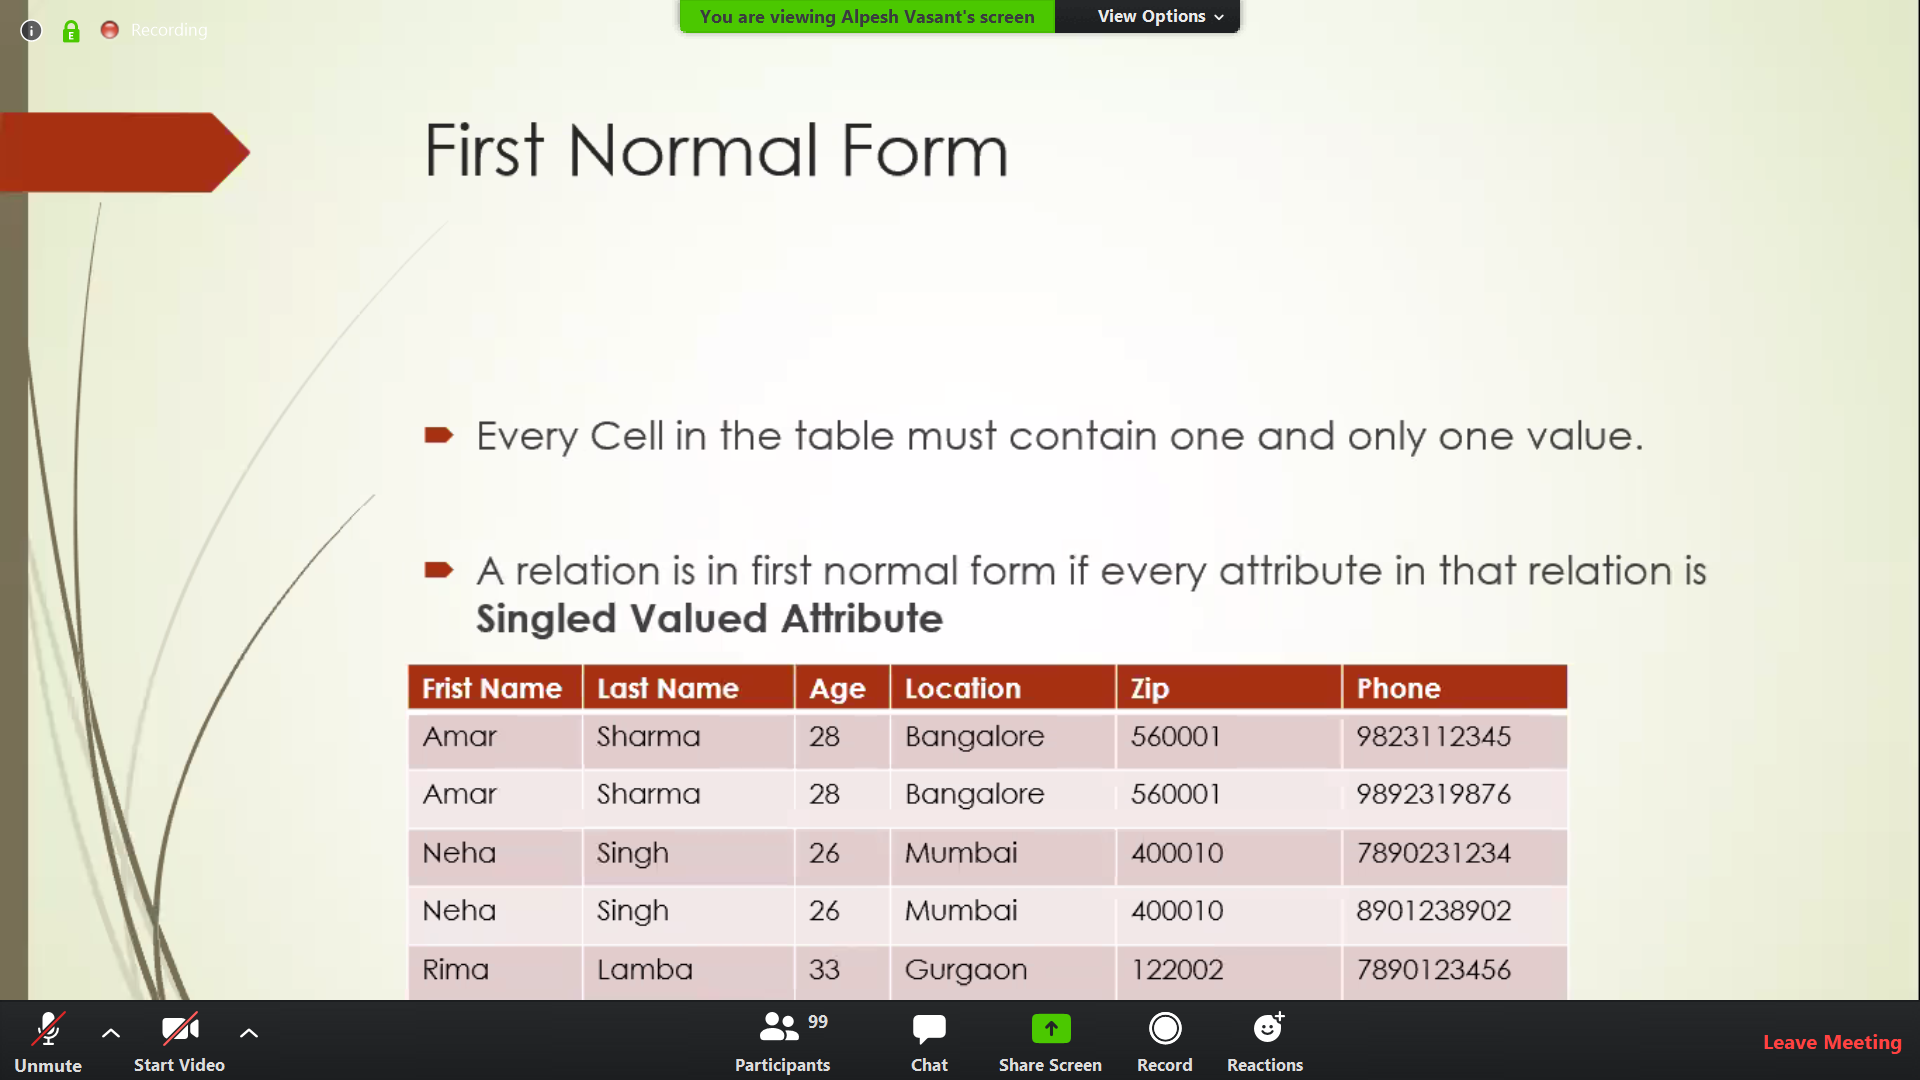 Recording
You are viewing Alpesh Vasant's screen
View Options
First Normal Form
Every Cell in the table must contain one and only one value.
A relation is in first normal form if every attribute in that relation is
Singled Valued Attribute
Frist Name Last Name Age Location Zip Phone
Amar Sharma 28 Bangalore 560001 9823112345
Amar Sharma 28 Bangalore 560001 9892319876
Neha Singh 26 Mumbai 400010 7890231234
Neha Singh 26 Mumbai 400010 8901238902
Rima Lamba 33 Gurgaon 122002 7890123456
99
Unmute Start Video Participants Chat Share Screen Record Reactions Leave Meeting